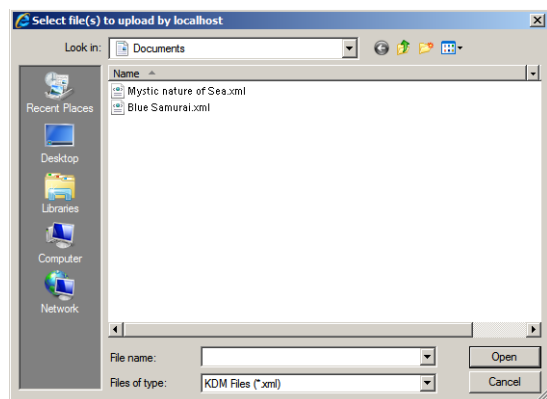 Select file(s) to upload by localhost
Look in: Documents
Name
Mystic nature of Sea.xml
Blue Samurai.xml
Recent Places
Desktop
Libraries
Computer
Network
File name: Open
Files of type: KDM Files (*.xml) Cancel